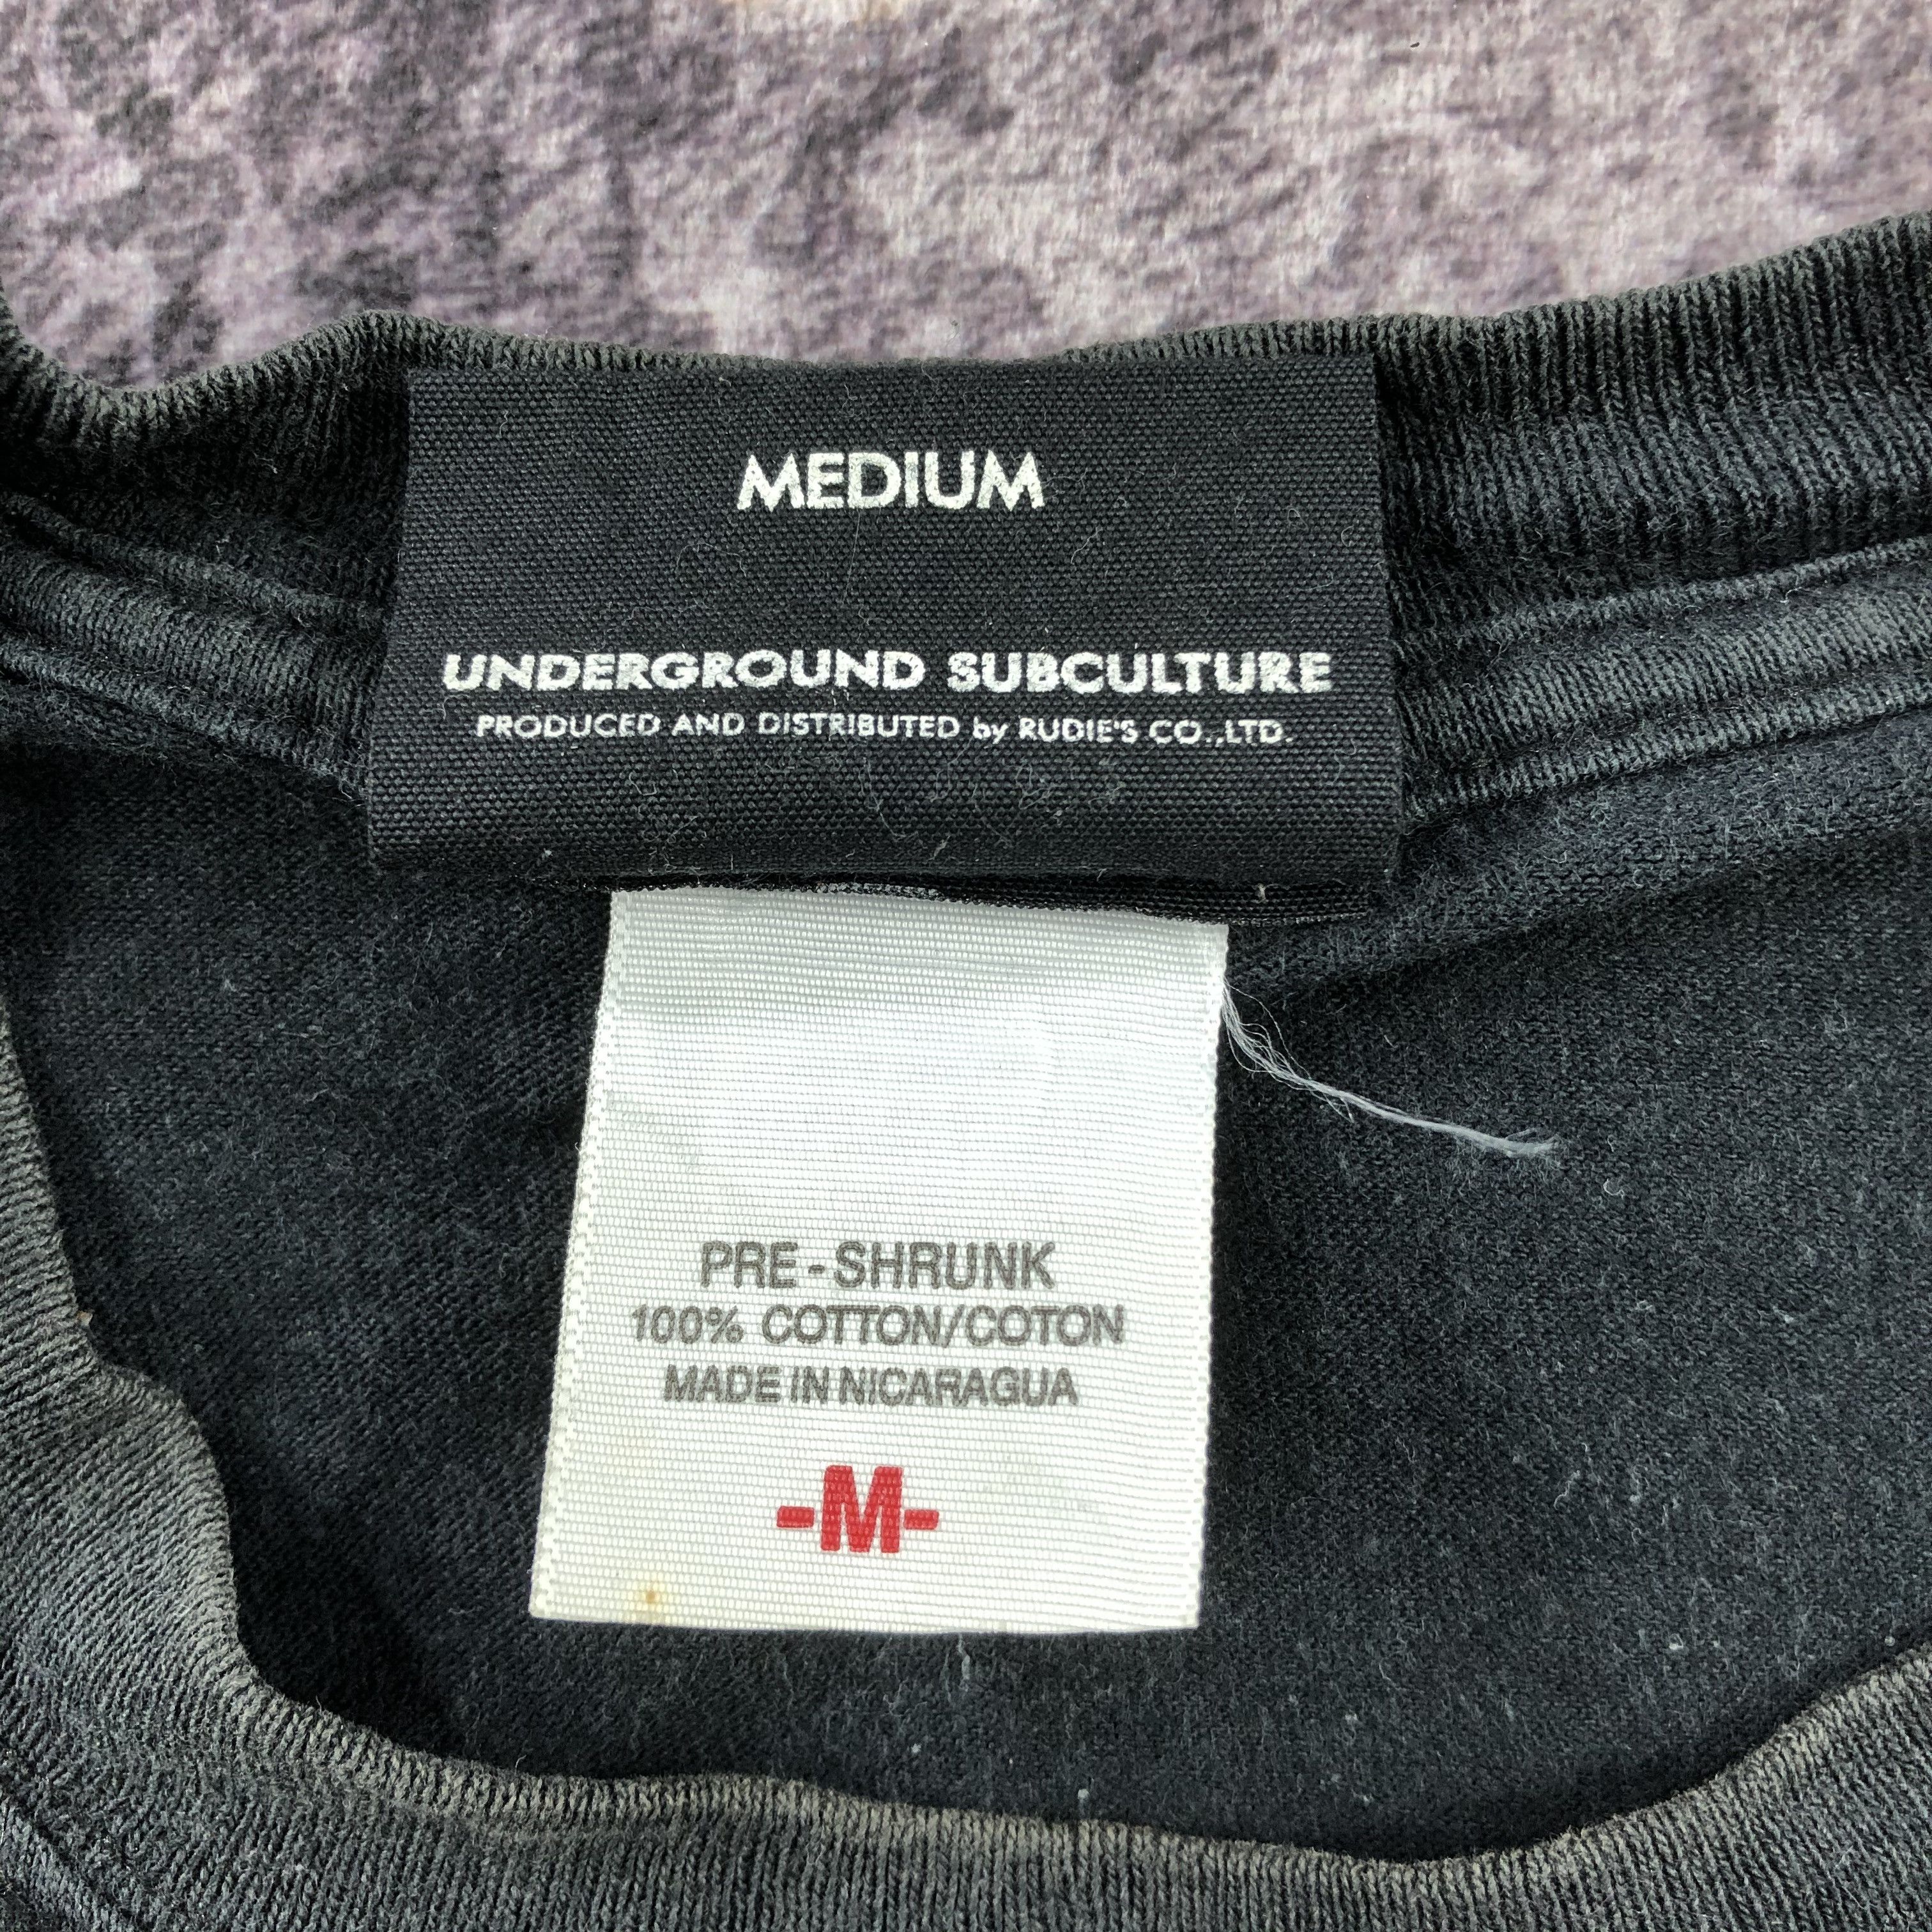 MEDIUM
UNDERGROUND SUBCULTURE
PRODUCED AND DISTRIBUTED by RUDIE'S CO.,LTD.
PRE-SHRUNK
100% COTTON/COTON
MADE IN NICARAGUA
-M-